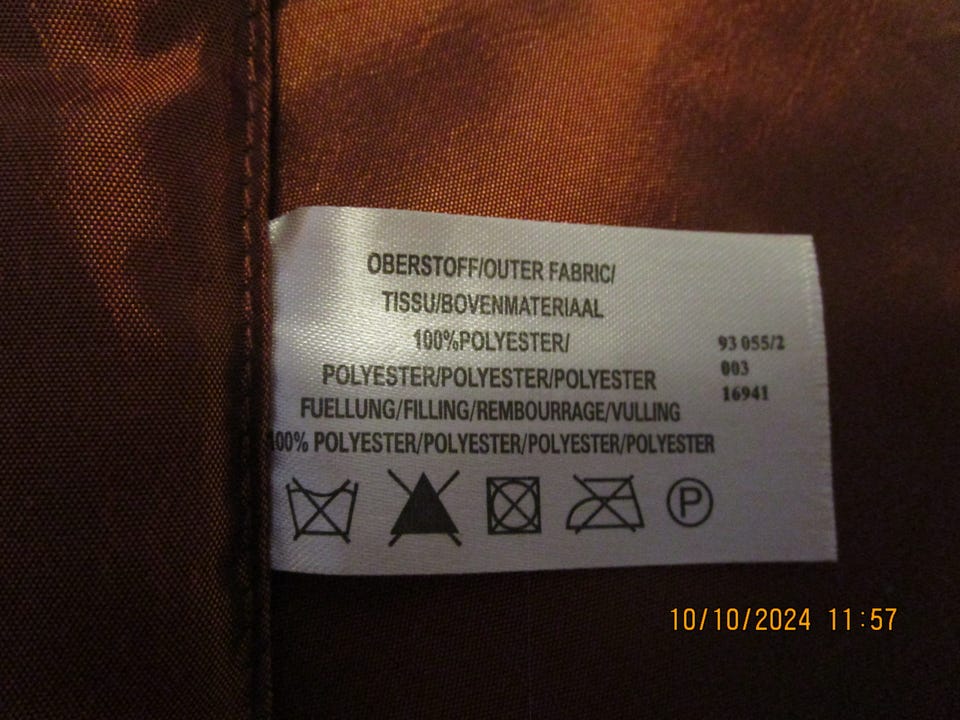 OBERSTOFF/OUTER FABRIC/
TISSU/BOVENMATERIAAL
100%POLYESTER/
POLYESTER/POLYESTER/POLYESTER
FUELLUNG/FILLING/REMBOURRAGE/VULLING
100% POLYESTER/POLYESTER/POLYESTER/POLYESTER
93 055/2
003
16941
P
10/10/2024 11:57